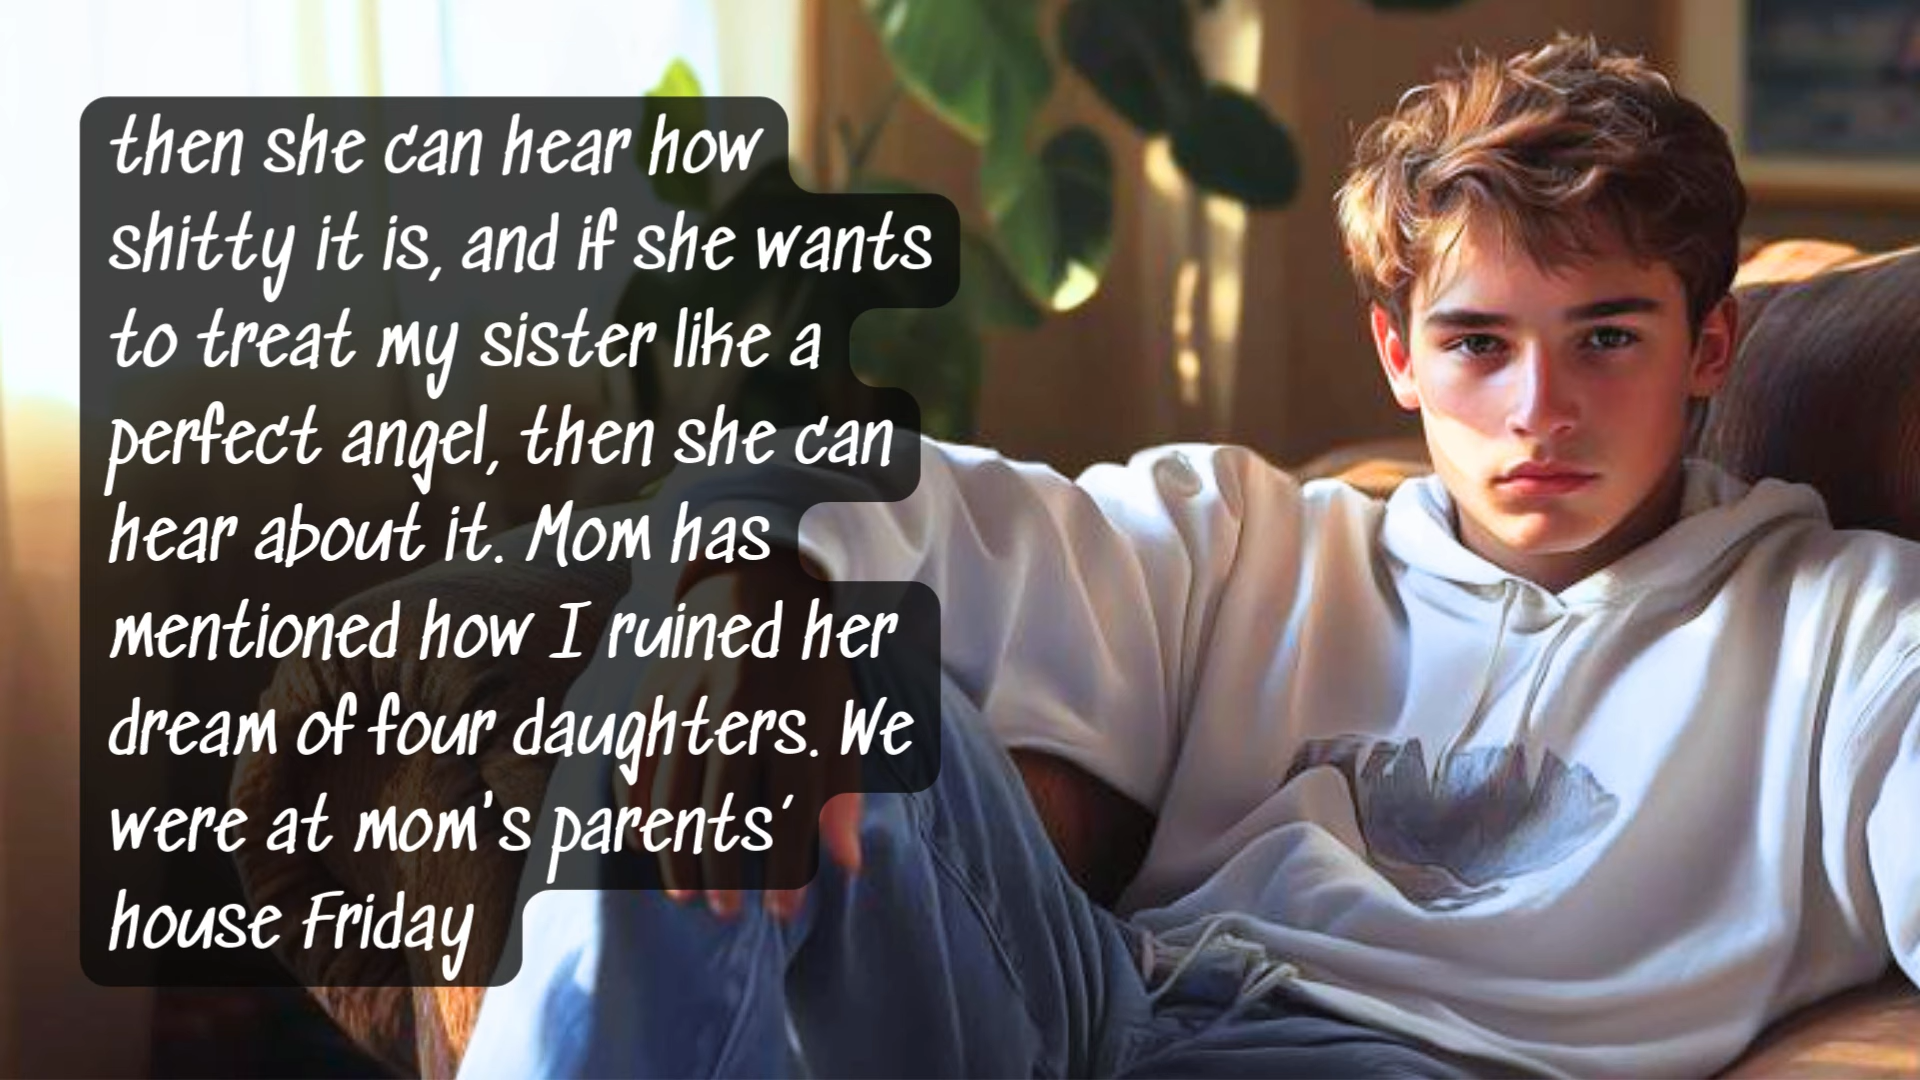 then she can hear how
shitty it is, and if she wants
to treat my sister like a
perfect angel, then she can
hear about it. Mom has
mentioned how I ruined her
dream of four daughters. We
were at mom's parents'
house Friday